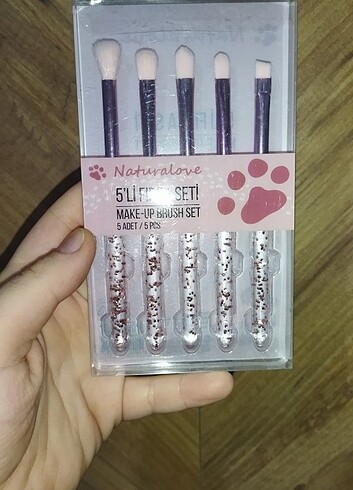 Naturalove
5'Lİ FIRÇA SETİ
MAKE-UP BRUSH SET
5 ADET / 5 PCS